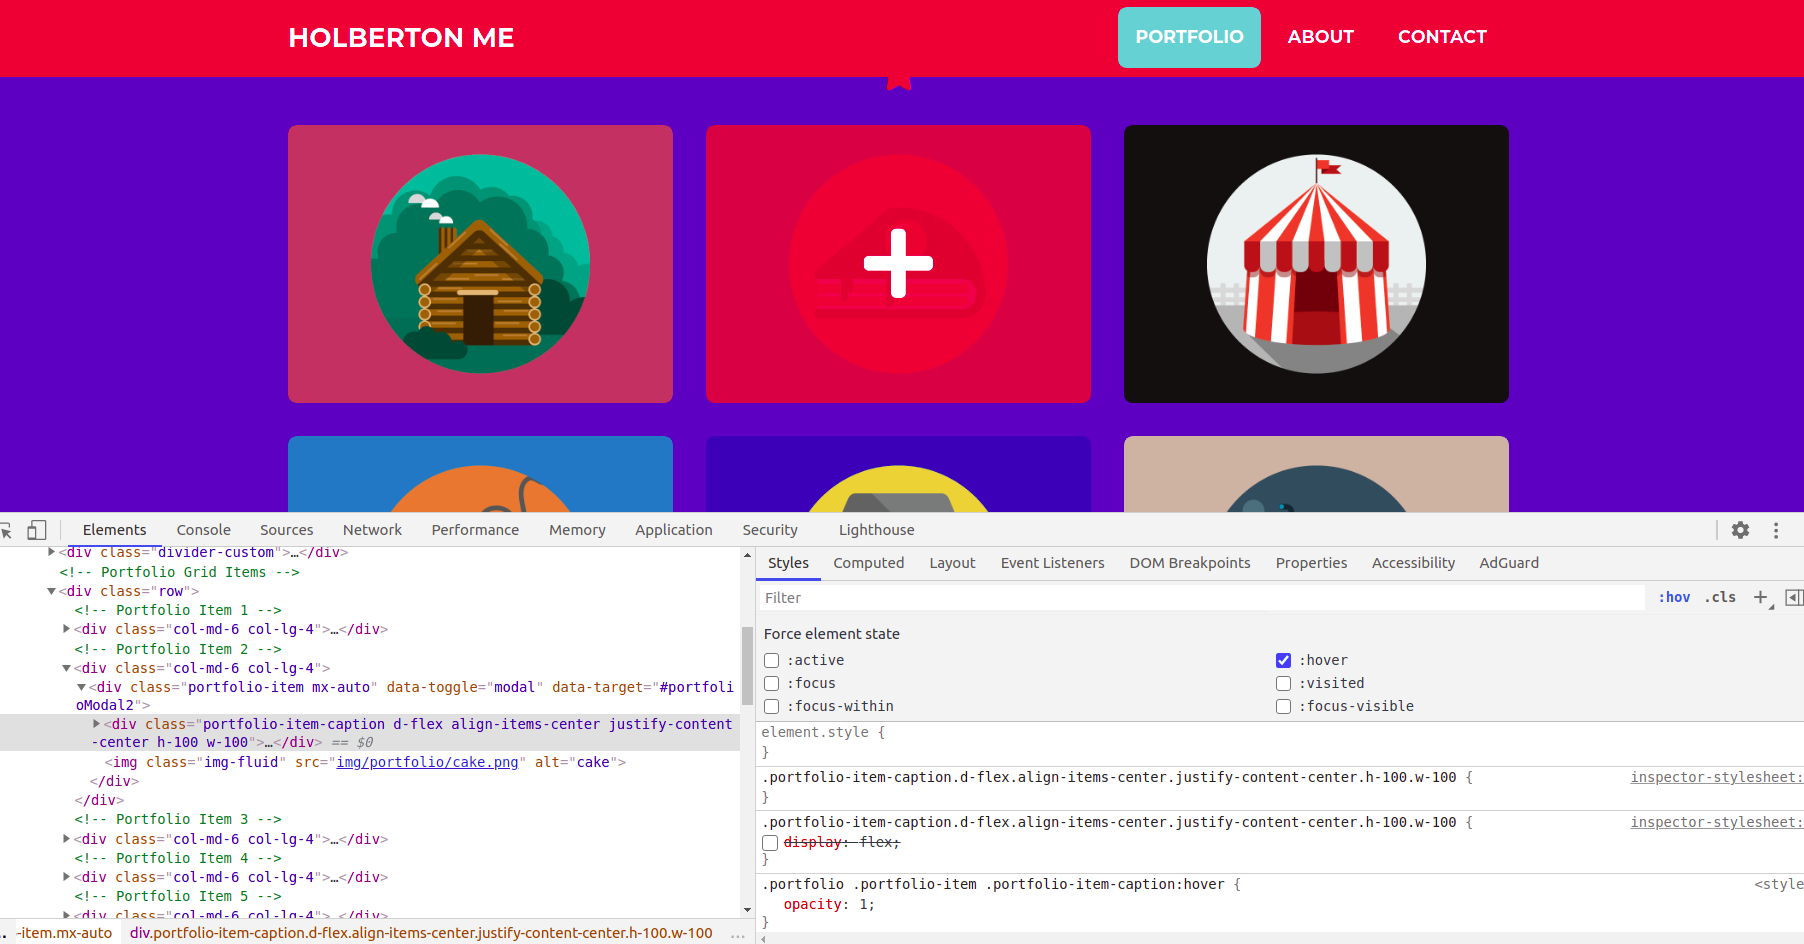 HOLBERTON ME PORTFOLIO ABOUT CONTACT
Elements Console Sources Network Performance Memory Application Security Lighthouse
<div class="divider-custom">…</div>
<!-- Portfolio Grid Items -->
<div class="row">
<!-- Portfolio Item 1 -->
<div class="col-md-6 col-lg-4">…</div>
<!-- Portfolio Item 2 -->
<div class="col-md-6 col-lg-4">
<div class="portfolio-item mx-auto" data-toggle="modal" data-target="#portfoli
oModal2">
<div class="portfolio-item-caption d-flex align-items-center justify-content
-center h-100 w-100">…</div> == $0
<img class="img-fluid" src="img/portfolio/cake.png" alt="cake">
</div>
</div>
<!-- Portfolio Item 3 -->
<div class="col-md-6 col-lg-4">…</div>
<!-- Portfolio Item 4 -->
<div class="col-md-6 col-lg-4">…</div>
<!-- Portfolio Item 5 -->
<div class="col-md-6 col-lg-4">…</div>
.. -item.mx-auto div.portfolio-item-caption.d-flex.align-items-center.justify-content-center.h-100.w-100 ...
Styles Computed Layout Event Listeners DOM Breakpoints Properties Accessibility AdGuard
Filter :hov .cls +
Force element state
:active :hover
:focus :visited
:focus-within :focus-visible
element.style {
}
.portfolio-item-caption.d-flex.align-items-center.justify-content-center.h-100.w-100 { inspector-stylesheet:
}
.portfolio-item-caption.d-flex.align-items-center.justify-content-center.h-100.w-100 { inspector-stylesheet:
display: flex;
}
.portfolio .portfolio-item .portfolio-item-caption:hover { <style
opacity: 1;
}